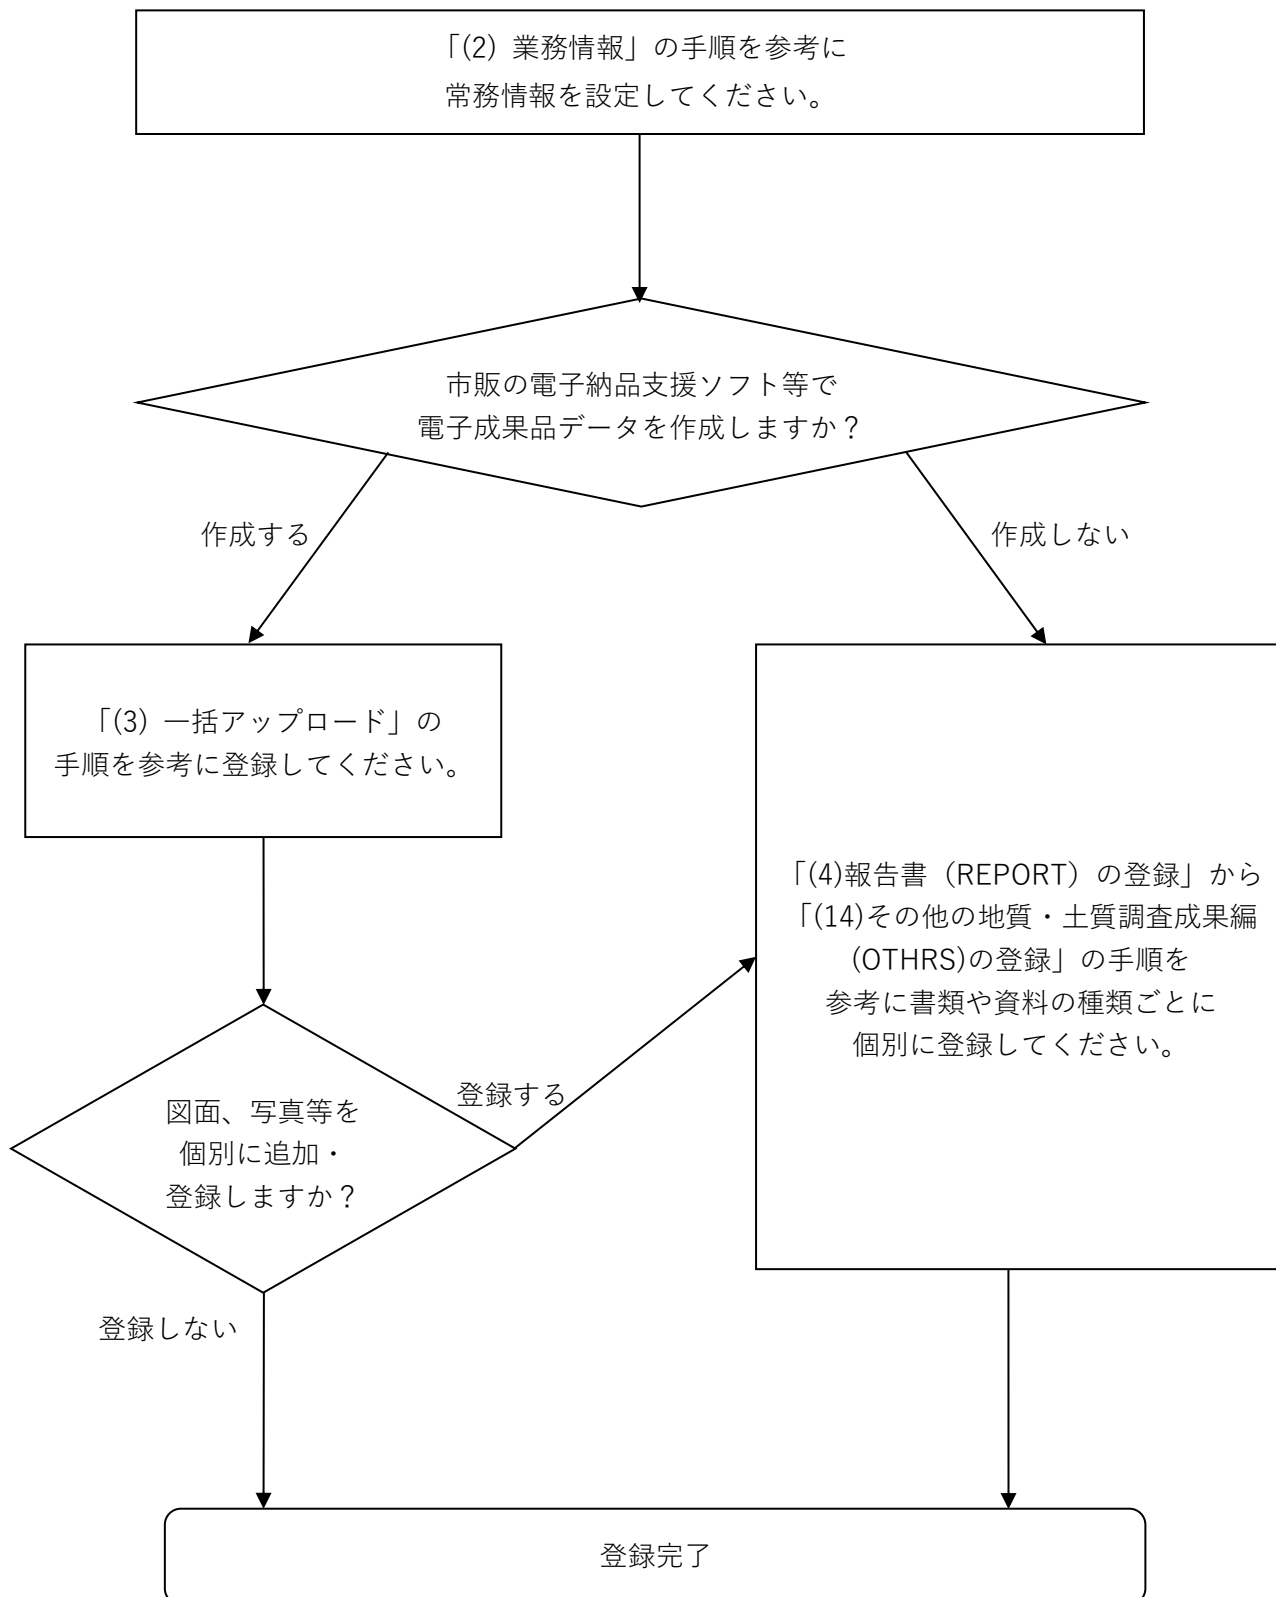 「(2) 業務情報」の手順を参考に
常務情報を設定してください。
市販の電子納品支援ソフト等で
電子成果品データを作成しますか？
作成する
作成しない
「(3) 一括アップロード」の
手順を参考に登録してください。
「(4)報告書（REPORT）の登録」から
「(14)その他の地質・土質調査成果編
(OTHRS)の登録」の手順を
参考に書類や資料の種類ごとに
個別に登録してください。
登録する
図面、写真等を
個別に追加・
登録しますか？
登録しない
登録完了